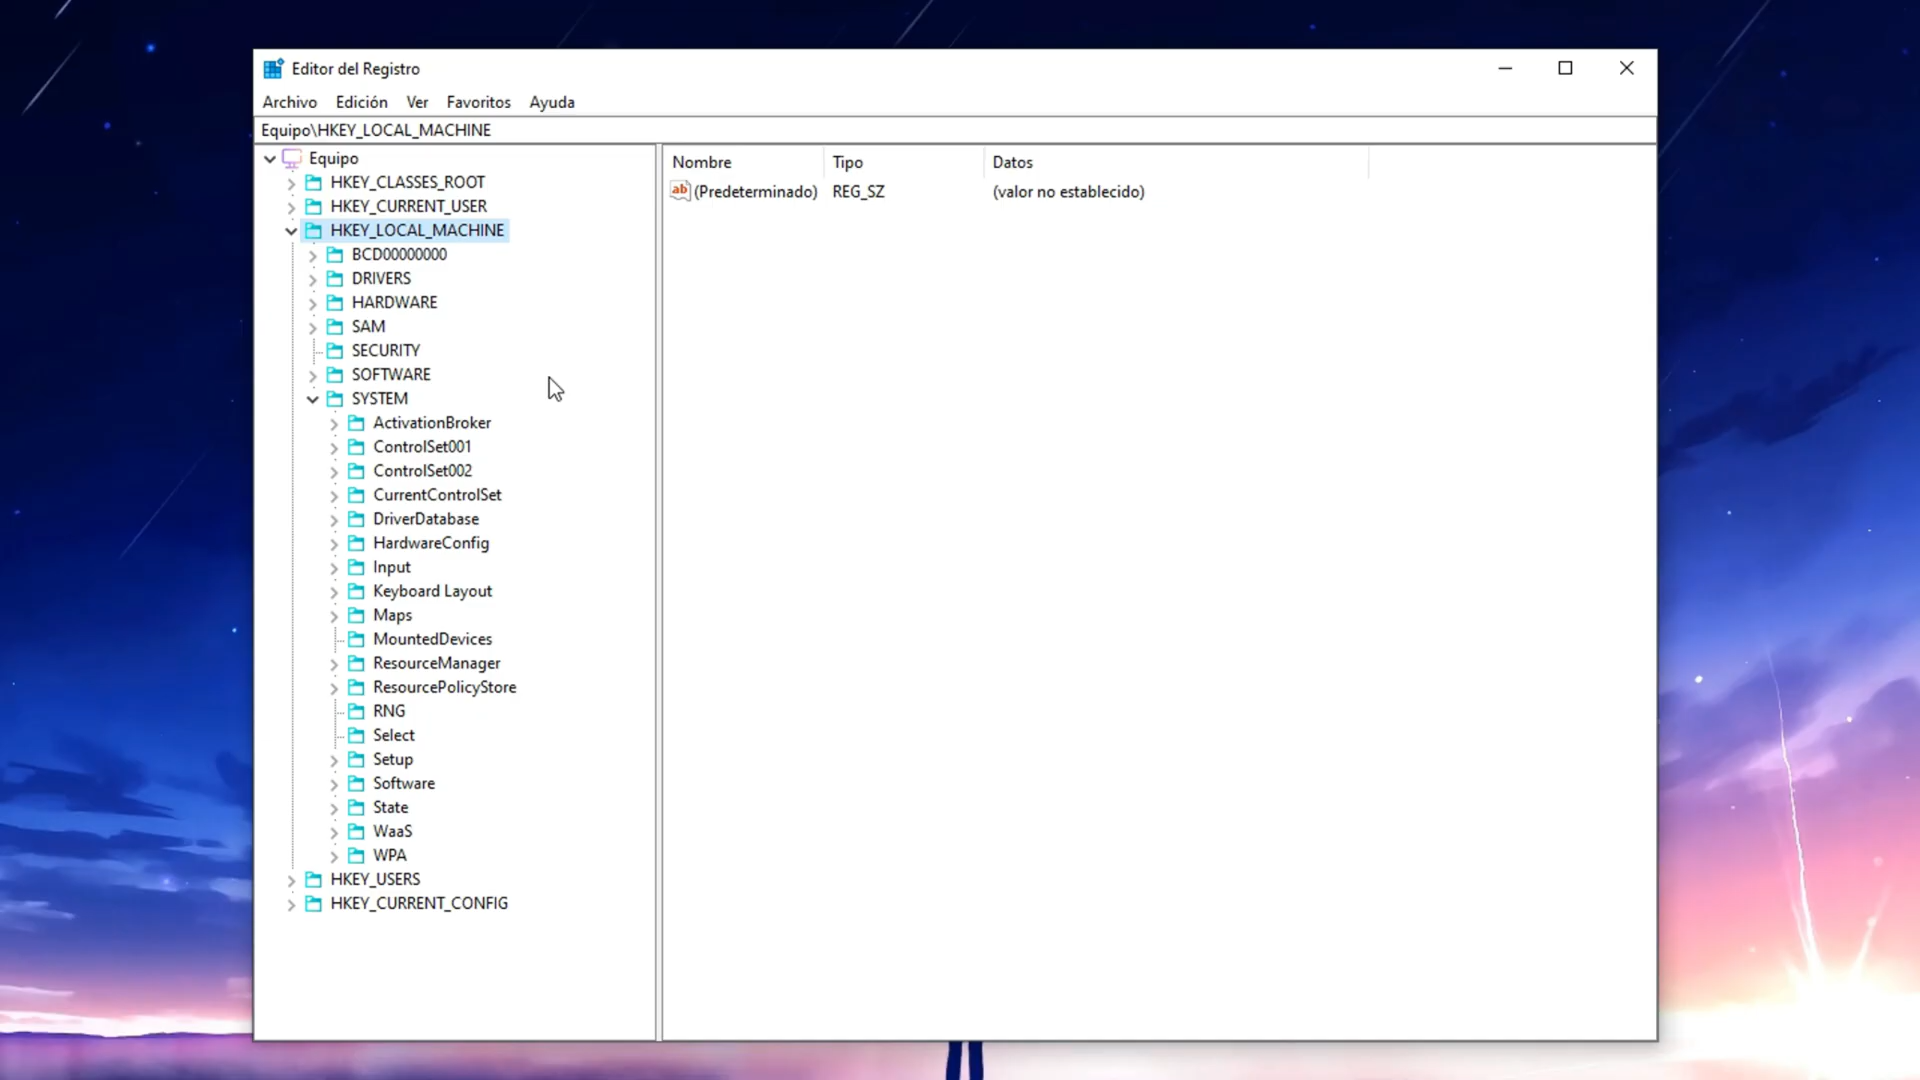 Editor del Registro
Archivo Edición Ver Favoritos Ayuda
Equipo\HKEY_LOCAL_MACHINE
Equipo
HKEY_CLASSES_ROOT
HKEY_CURRENT_USER
HKEY_LOCAL_MACHINE
BCD00000000
DRIVERS
HARDWARE
SAM
SECURITY
SOFTWARE
SYSTEM
ActivationBroker
ControlSet001
ControlSet002
CurrentControlSet
DriverDatabase
HardwareConfig
Input
Keyboard Layout
Maps
MountedDevices
ResourceManager
ResourcePolicyStore
RNG
Select
Setup
Software
State
WaaS
WPA
HKEY_USERS
HKEY_CURRENT_CONFIG
Nombre Tipo Datos
ab (Predeterminado) REG_SZ (valor no establecido)